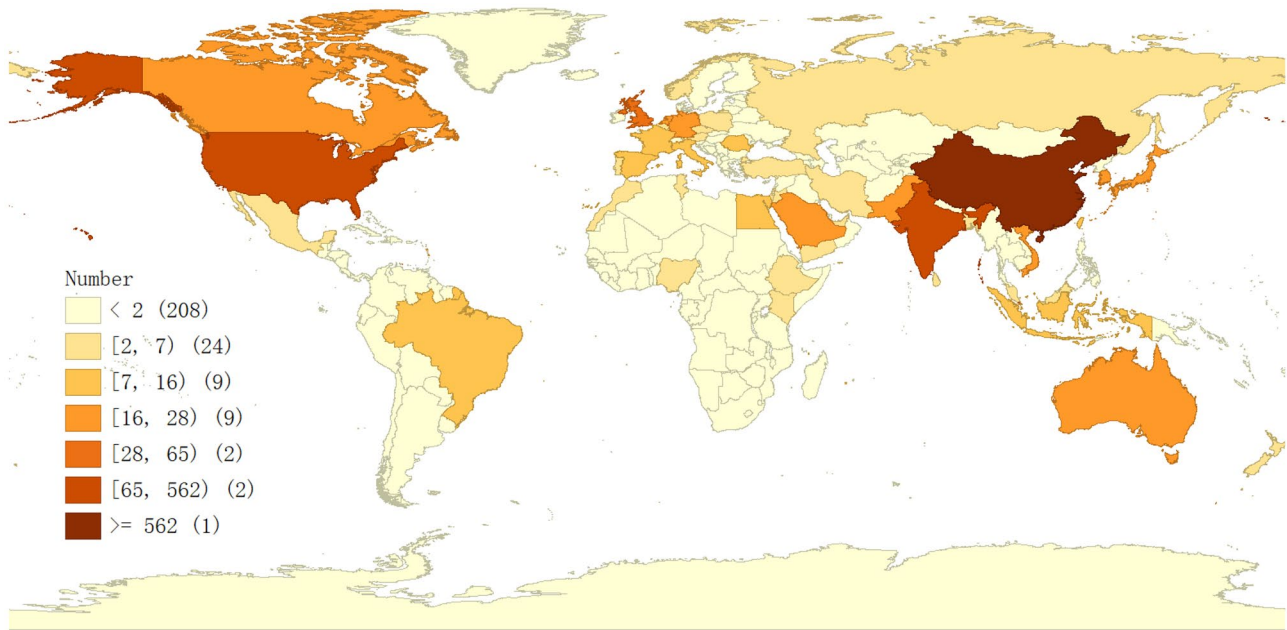 Number
< 2 (208)
[2, 7) (24)
[7, 16) (9)
[16, 28) (9)
[28, 65) (2)
[65, 562) (2)
>= 562 (1)